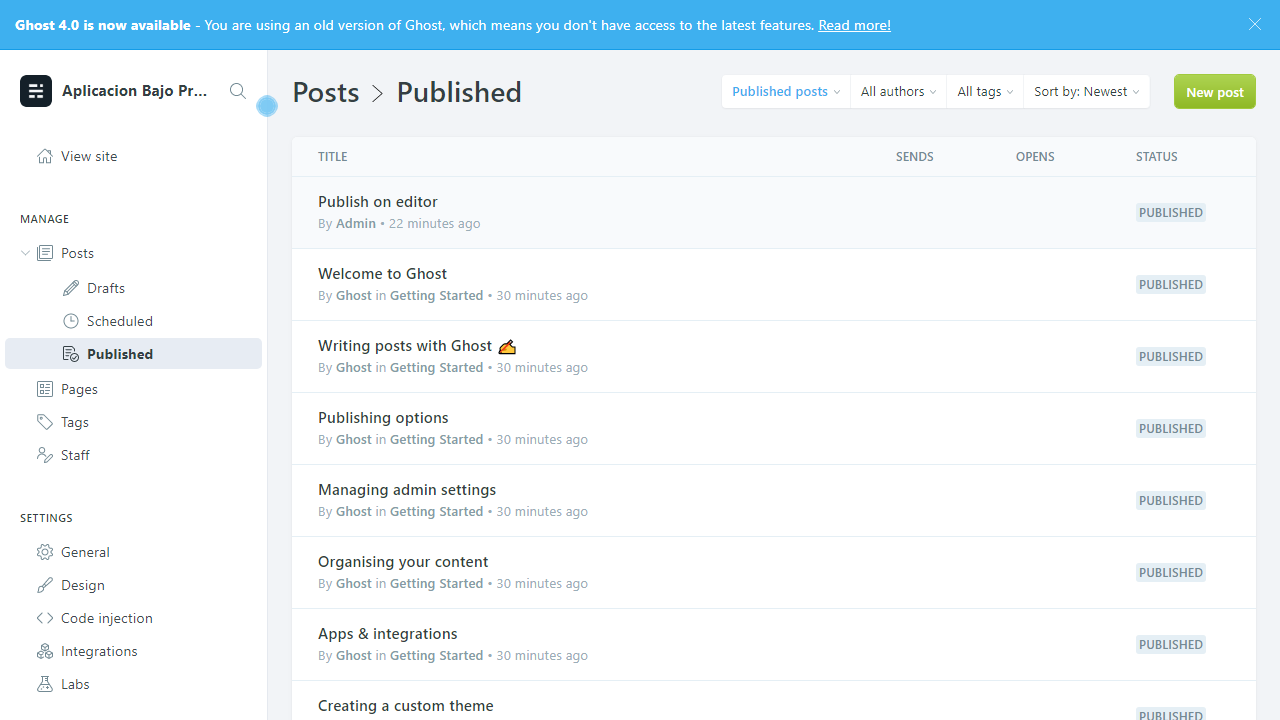 Ghost 4.0 is now available - You are using an old version of Ghost, which means you don't have access to the latest features. Read more!
Aplicacion Bajo Pr...
View site
MANAGE
Posts
Drafts
Scheduled
Published
Pages
Tags
Staff
SETTINGS
General
Design
Code injection
Integrations
Labs
Posts > Published
Published posts
All authors
All tags
Sort by: Newest
New post
TITLE SENDS OPENS STATUS
Publish on editor
By Admin • 22 minutes ago
PUBLISHED
Welcome to Ghost
By Ghost in Getting Started • 30 minutes ago
PUBLISHED
Writing posts with Ghost ✍️
By Ghost in Getting Started • 30 minutes ago
PUBLISHED
Publishing options
By Ghost in Getting Started • 30 minutes ago
PUBLISHED
Managing admin settings
By Ghost in Getting Started • 30 minutes ago
PUBLISHED
Organising your content
By Ghost in Getting Started • 30 minutes ago
PUBLISHED
Apps & integrations
By Ghost in Getting Started • 30 minutes ago
PUBLISHED
Creating a custom theme
PUBLISHED